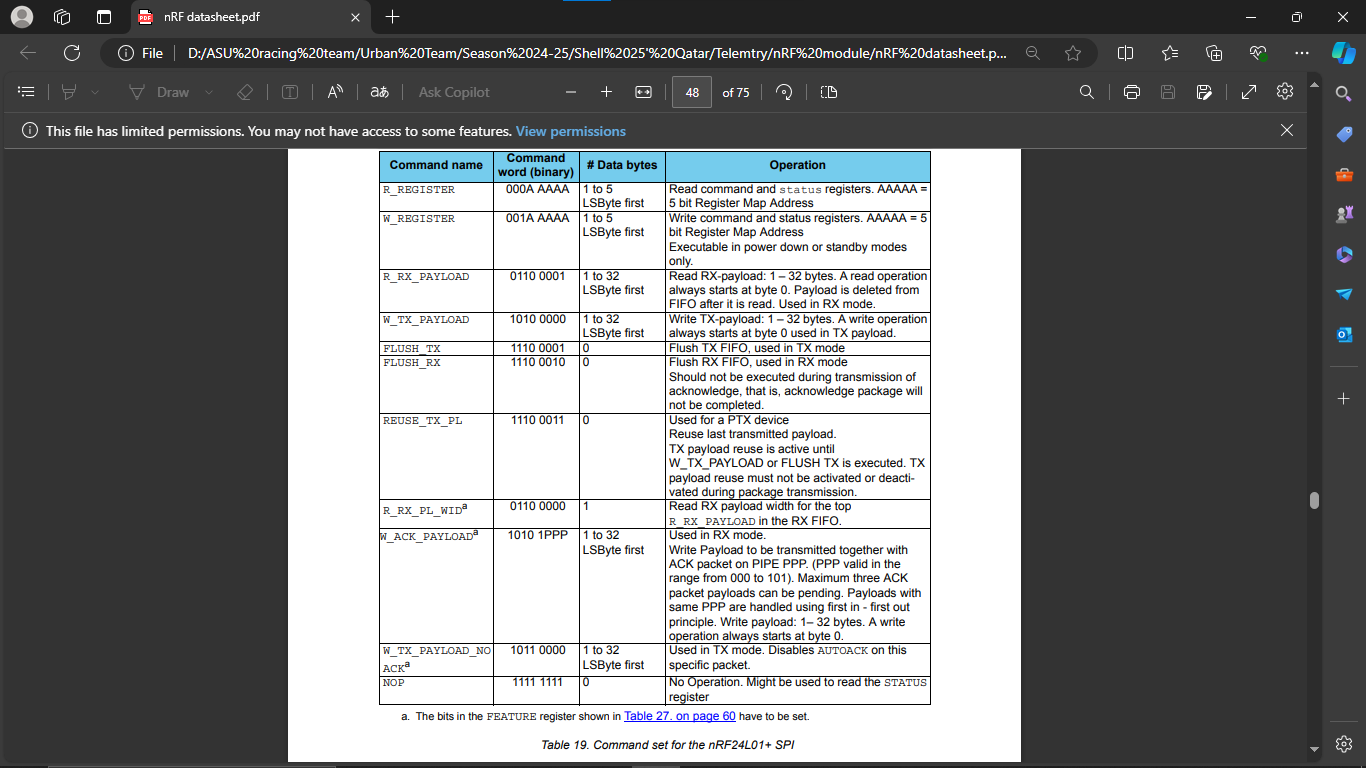 nRF datasheet.pdf
File
D:/ASU%20racing%20team/Urban%20Team/Season%2024-25/Shell%2025'%20Qatar/Telemtry/nRF%20module/nRF%20datasheet.p...
Draw
aあ
Ask Copilot
48
of 75
This file has limited permissions. You may not have access to some features. View permissions
Command name
Command
word (binary)
# Data bytes
Operation
R_REGISTER
000A AAAA
1 to 5
LSByte first
Read command and status registers. AAAAA =
5 bit Register Map Address
W_REGISTER
001A AAAA
1 to 5
LSByte first
Write command and status registers. AAAAA = 5
bit Register Map Address
Executable in power down or standby modes
only.
R_RX_PAYLOAD
0110 0001
1 to 32
LSByte first
Read RX-payload: 1 – 32 bytes. A read operation
always starts at byte 0. Payload is deleted from
FIFO after it is read. Used in RX mode.
W_TX_PAYLOAD
1010 0000
1 to 32
LSByte first
Write TX-payload: 1 – 32 bytes. A write operation
always starts at byte 0 used in TX payload.
FLUSH_TX
1110 0001
0
Flush TX FIFO, used in TX mode
FLUSH_RX
1110 0010
0
Flush RX FIFO, used in RX mode
Should not be executed during transmission of
acknowledge, that is, acknowledge package will
not be completed.
REUSE_TX_PL
1110 0011
0
Used for a PTX device
Reuse last transmitted payload.
TX payload reuse is active until
W_TX_PAYLOAD or FLUSH TX is executed. TX
payload reuse must not be activated or deacti-
vated during package transmission.
R_RX_PL_WIDa
0110 0000
1
Read RX payload width for the top
R_RX_PAYLOAD in the RX FIFO.
W_ACK_PAYLOADa
1010 1PPP
1 to 32
LSByte first
Used in RX mode.
Write Payload to be transmitted together with
ACK packet on PIPE PPP. (PPP valid in the
range from 000 to 101). Maximum three ACK
packet payloads can be pending. Payloads with
same PPP are handled using first in - first out
principle. Write payload: 1– 32 bytes. A write
operation always starts at byte 0.
W_TX_PAYLOAD_NO
ACKa
1011 0000
1 to 32
LSByte first
Used in TX mode. Disables AUTOACK on this
specific packet.
NOP
1111 1111
0
No Operation. Might be used to read the STATUS
register
a. The bits in the FEATURE register shown in Table 27. on page 60 have to be set.
Table 19. Command set for the nRF24L01+ SPI